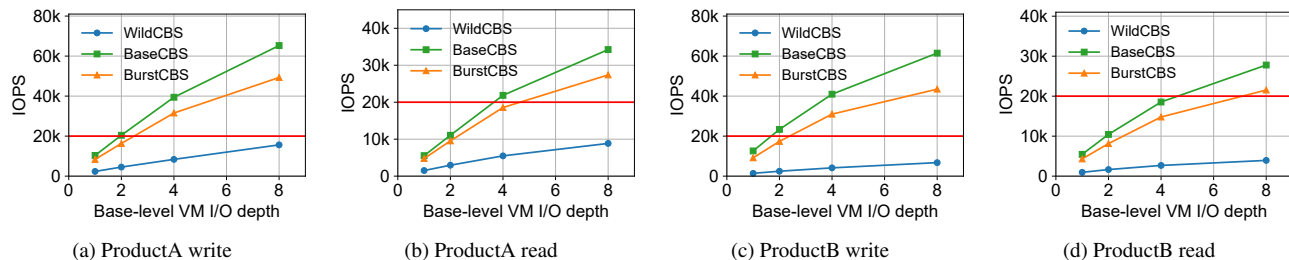 80k
60k
40k
20k
0
IOPS
WildCBS
BaseCBS
BurstCBS
0 2 4 6 8
Base-level VM I/O depth
(a) ProductA write
40k
30k
20k
10k
0
IOPS
WildCBS
BaseCBS
BurstCBS
0 2 4 6 8
Base-level VM I/O depth
(b) ProductA read
80k
60k
40k
20k
0
IOPS
WildCBS
BaseCBS
BurstCBS
0 2 4 6 8
Base-level VM I/O depth
(c) ProductB write
40k
30k
20k
10k
0
IOPS
WildCBS
BaseCBS
BurstCBS
0 2 4 6 8
Base-level VM I/O depth
(d) ProductB read